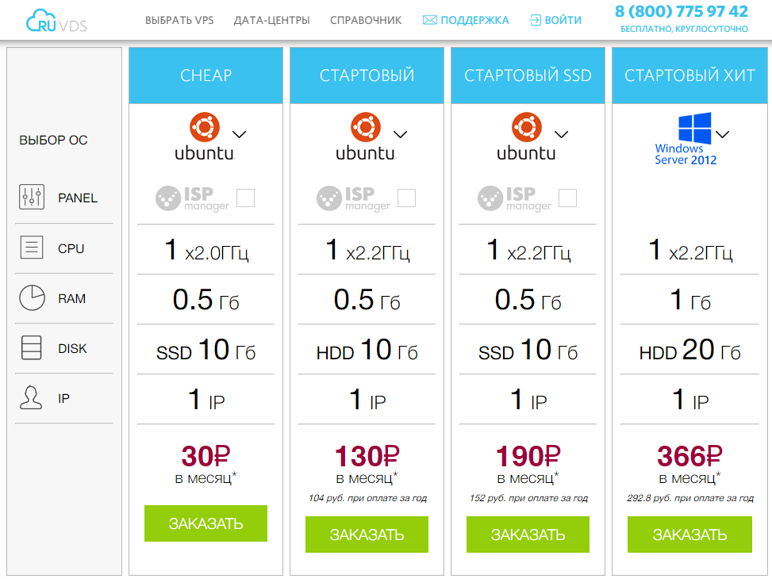 RUVDS
ВЫБРАТЬ VPS
ДАТА-ЦЕНТРЫ
СПРАВОЧНИК
ПОДДЕРЖКА
ВОЙТИ
8 (800) 775 97 42
БЕСПЛАТНО, КРУГЛОСУТОЧНО
ВЫБОР ОС
PANEL
CPU
RAM
DISK
IP
CHEAP
ubuntu
ISP
manager
1 x2.0ГГц
0.5 Гб
SSD 10 Гб
1 IP
30₽
в месяц*
ЗАКАЗАТЬ
СТАРТОВЫЙ
ubuntu
ISP
manager
1 x2.2ГГц
0.5 Гб
HDD 10 Гб
1 IP
130₽
в месяц*
104 руб. при оплате за год
ЗАКАЗАТЬ
СТАРТОВЫЙ SSD
ubuntu
ISP
manager
1 x2.2ГГц
0.5 Гб
SSD 10 Гб
1 IP
190₽
в месяц*
152 руб. при оплате за год
ЗАКАЗАТЬ
СТАРТОВЫЙ ХИТ
Windows
Server 2012
1 x2.2ГГц
1 Гб
HDD 20 Гб
1 IP
366₽
в месяц*
292.8 руб. при оплате за год
ЗАКАЗАТЬ